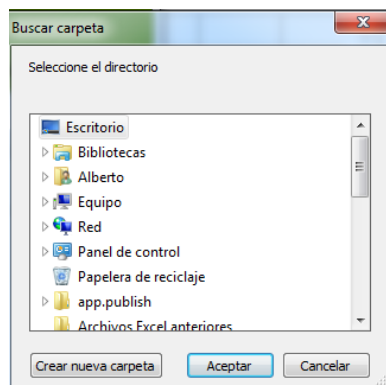 Buscar carpeta
Seleccione el directorio
Escritorio
Bibliotecas
Alberto
Equipo
Red
Panel de control
Papelera de reciclaje
app.publish
Archivos Excel anteriores
Crear nueva carpeta
Aceptar
Cancelar